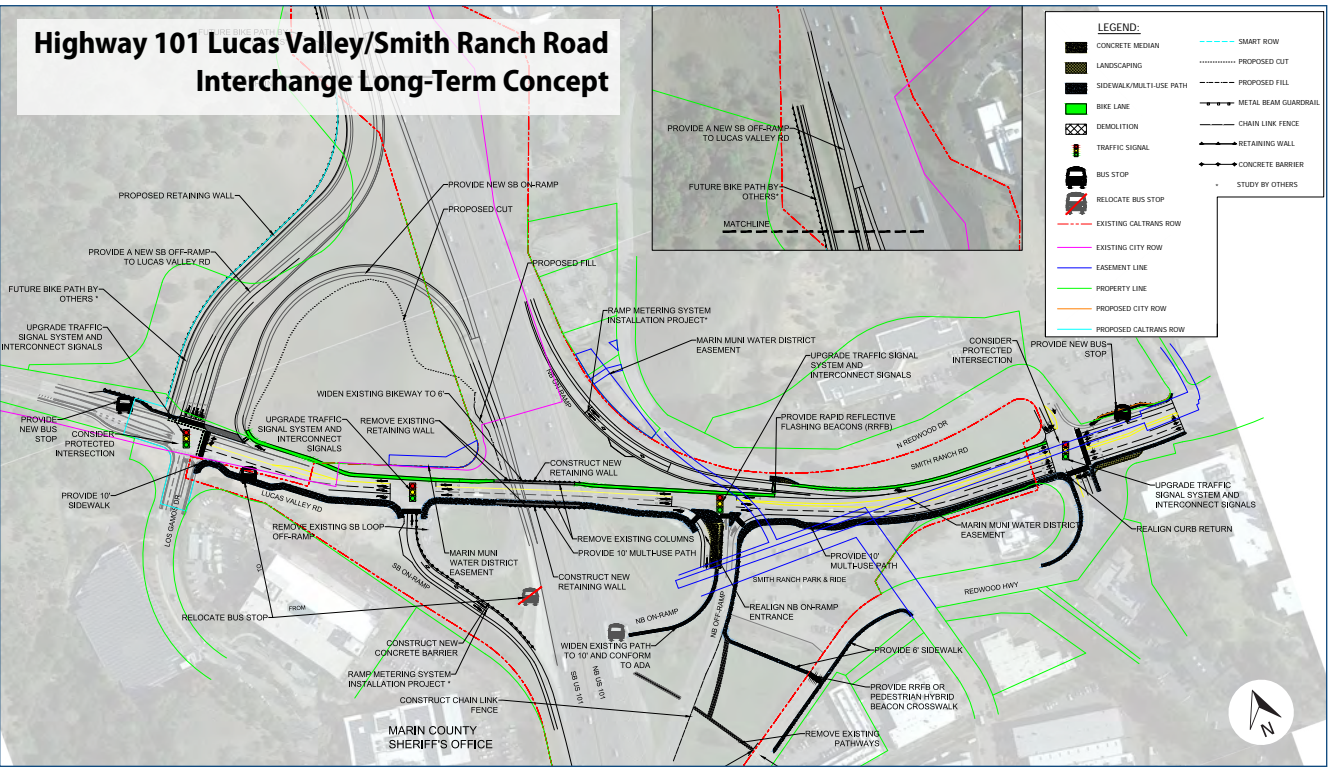 Highway 101 Lucas Valley/Smith Ranch Road
Interchange Long-Term Concept
FUTURE BIKE PATH BY
PROVIDE A NEW SB OFF-RAMP
TO LUCAS VALLEY RD
FUTURE BIKE PATH BY
OTHERS*
MATCHLINE
LEGEND:
CONCRETE MEDIAN
LANDSCAPING
SIDEWALK/MULTI-USE PATH
BIKE LANE
DEMOLITION
TRAFFIC SIGNAL
BUS STOP
RELOCATE BUS STOP
EXISTING CALTRANS ROW
EXISTING CITY ROW
EASEMENT LINE
PROPERTY LINE
PROPOSED CITY ROW
PROPOSED CALTRANS ROW
SMART ROW
PROPOSED CUT
PROPOSED FILL
METAL BEAM GUARDRAIL
CHAIN LINK FENCE
RETAINING WALL
CONCRETE BARRIER
* STUDY BY OTHERS
PROPOSED RETAINING WALL
PROVIDE NEW SB ON-RAMP
PROPOSED CUT
PROVIDE A NEW SB OFF-RAMP
TO LUCAS VALLEY RD
PROPOSED FILL
FUTURE BIKE PATH BY
OTHERS *
UPGRADE TRAFFIC
SIGNAL SYSTEM AND
INTERCONNECT SIGNALS
RAMP METERING SYSTEM
INSTALLATION PROJECT*
MARIN MUNI WATER DISTRICT
EASEMENT
UPGRADE TRAFFIC SIGNAL
SYSTEM AND
INTERCONNECT SIGNALS
CONSIDER
PROTECTED
INTERSECTION
PROVIDE NEW BUS
STOP
NB ON-RAMP
WIDEN EXISTING BIKEWAY TO 6'
PROVIDE
NEW BUS
STOP
CONSIDER
PROTECTED
INTERSECTION
UPGRADE TRAFFIC
SIGNAL SYSTEM AND
INTERCONNECT
SIGNALS
REMOVE EXISTING
RETAINING WALL
PROVIDE RAPID REFLECTIVE
FLASHING BEACONS (RRFB)
N REDWOOD DR
SMITH RANCH RD
CONSTRUCT NEW
RETAINING WALL
PROVIDE 10'
SIDEWALK
LUCAS VALLEY RD
LOS GAMOS DR
UPGRADE TRAFFIC
SIGNAL SYSTEM AND
INTERCONNECT SIGNALS
REALIGN CURB RETURN
REMOVE EXISTING SB LOOP
OFF-RAMP
MARIN MUNI
WATER DISTRICT
EASEMENT
REMOVE EXISTING COLUMNS
PROVIDE 10' MULTI-USE PATH
MARIN MUNI WATER DISTRICT
EASEMENT
PROVIDE 10'
MULTI-USE PATH
CONSTRUCT NEW
RETAINING WALL
SMITH RANCH PARK & RIDE
REDWOOD HWY
SB ON-RAMP
RELOCATE BUS STOP
FROM
NB ON-RAMP
REALIGN NB ON-RAMP
ENTRANCE
NB OFF-RAMP
CONSTRUCT NEW
CONCRETE BARRIER
WIDEN EXISTING PATH
TO 10' AND CONFORM
TO ADA
PROVIDE 6' SIDEWALK
RAMP METERING SYSTEM
INSTALLATION PROJECT *
SB US 101
NB US 101
PROVIDE RRFB OR
PEDESTRIAN HYBRID
BEACON CROSSWALK
CONSTRUCT CHAIN LINK
FENCE
MARIN COUNTY
SHERIFF'S OFFICE
REMOVE EXISTING
PATHWAYS
N